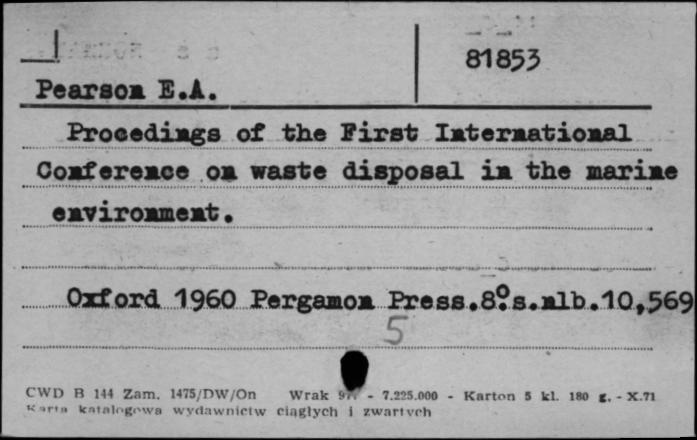 81853
Pearson E.A.
Procedings of the First International
Conference on waste disposal in the marine
environment.
Oxford 1960 Pergamon Press.8°.s.nlb.10,569
5
CWD B 144 Zam. 1475/DW/On Wrak - 7.225.000 - Karton 5 kl. 180 g. - X.71
Karta katalogowa wydawnictw ciągłych i zwartych